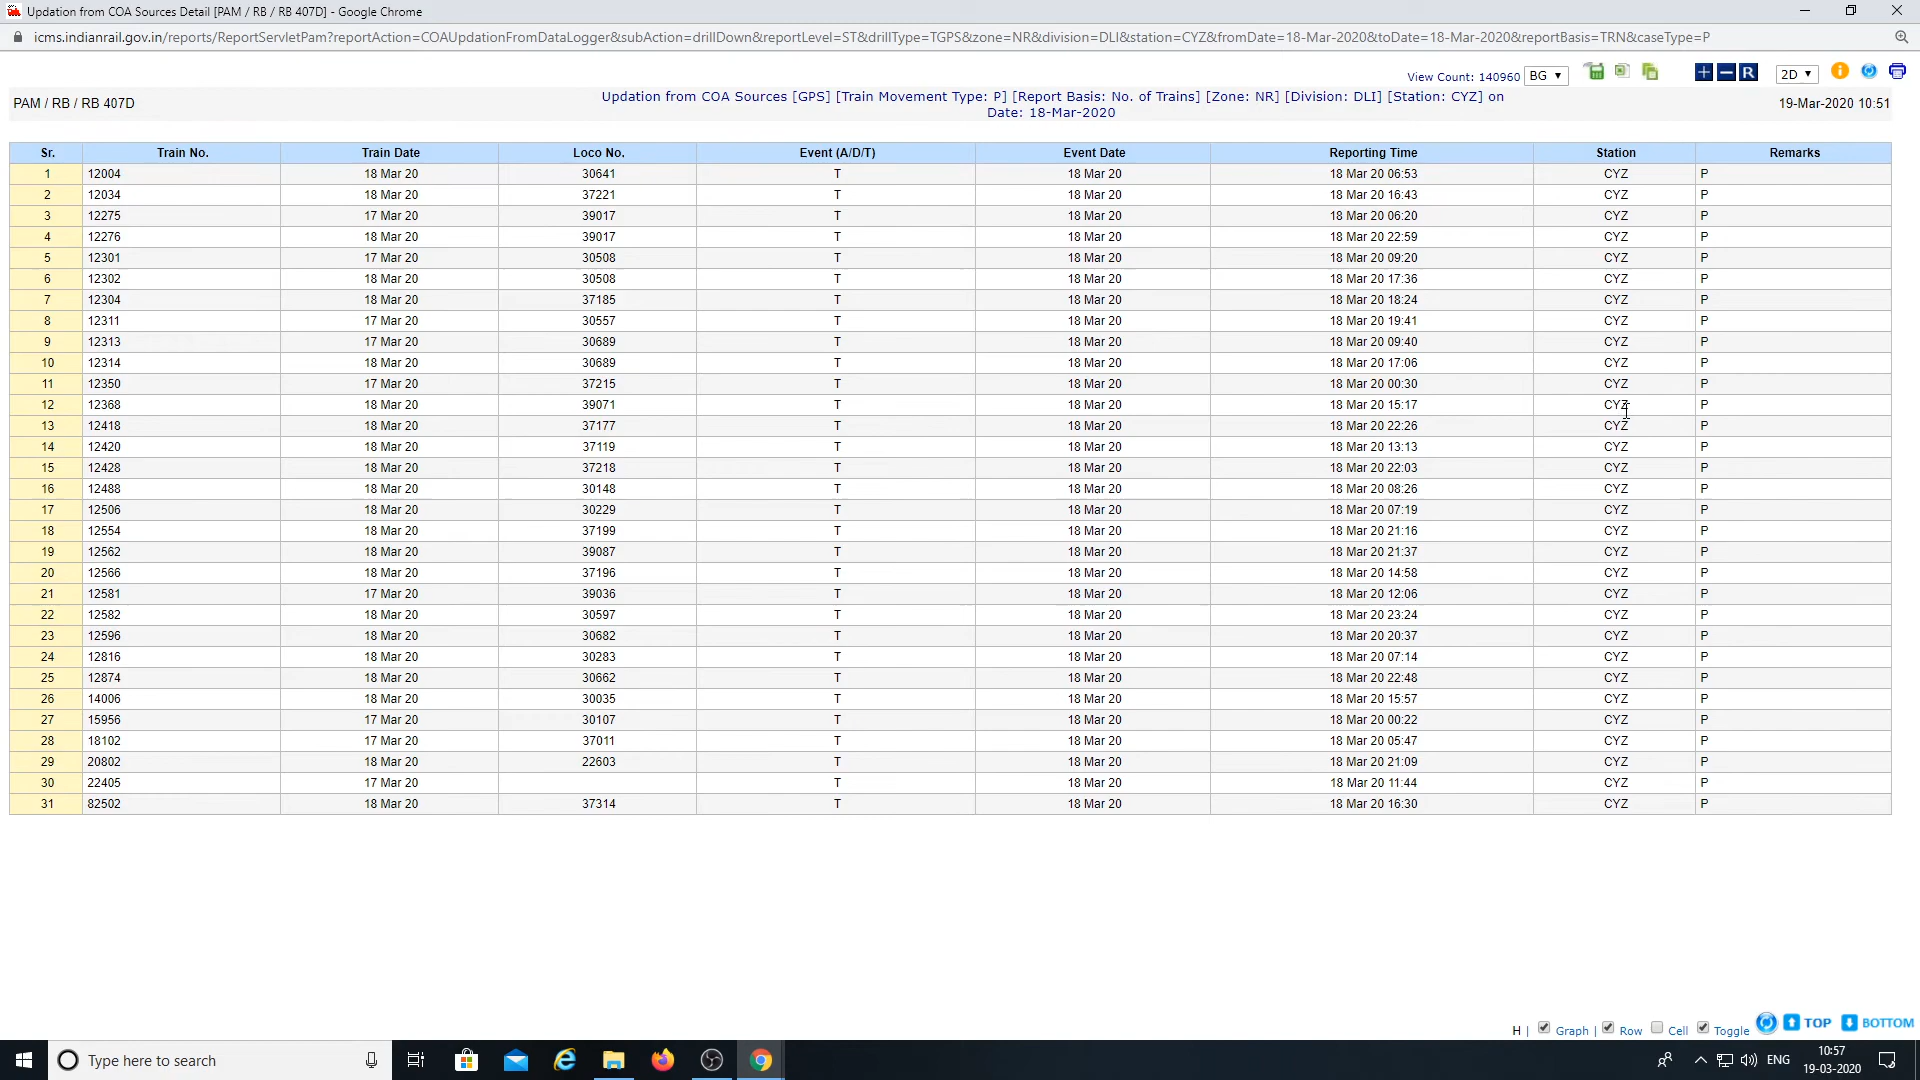 Updation from COA Sources Detail [PAM / RB / RB 407D] - Google Chrome
icms.indianrail.gov.in/reports/ReportServletPam?reportAction=COAUpdationFromDataLogger&subAction=drillDown&reportLevel=ST&drillType=TGPS&zone=NR&division=DLI&station=CYZ&fromDate=18-Mar-2020&toDate=18-Mar-2020&reportBasis=TRN&caseType=P
View Count: 140960 BG 2D
PAM / RB / RB 407D
Updation from COA Sources [GPS] [Train Movement Type: P] [Report Basis: No. of Trains] [Zone: NR] [Division: DLI] [Station: CYZ] on
Date: 18-Mar-2020
19-Mar-2020 10:51
Sr. Train No. Train Date Loco No. Event (A/D/T) Event Date Reporting Time Station Remarks
1 12004 18 Mar 20 30641 T 18 Mar 20 18 Mar 20 06:53 CYZ P
2 12034 18 Mar 20 37221 T 18 Mar 20 18 Mar 20 16:43 CYZ P
3 12275 17 Mar 20 39017 T 18 Mar 20 18 Mar 20 06:20 CYZ P
4 12276 18 Mar 20 39017 T 18 Mar 20 18 Mar 20 22:59 CYZ P
5 12301 17 Mar 20 30508 T 18 Mar 20 18 Mar 20 09:20 CYZ P
6 12302 18 Mar 20 30508 T 18 Mar 20 18 Mar 20 17:36 CYZ P
7 12304 18 Mar 20 37185 T 18 Mar 20 18 Mar 20 18:24 CYZ P
8 12311 17 Mar 20 30557 T 18 Mar 20 18 Mar 20 19:41 CYZ P
9 12313 17 Mar 20 30689 T 18 Mar 20 18 Mar 20 09:40 CYZ P
10 12314 18 Mar 20 30689 T 18 Mar 20 18 Mar 20 17:06 CYZ P
11 12350 17 Mar 20 37215 T 18 Mar 20 18 Mar 20 00:30 CYZ P
12 12368 18 Mar 20 39071 T 18 Mar 20 18 Mar 20 15:17 CYZ P
13 12418 18 Mar 20 37177 T 18 Mar 20 18 Mar 20 22:26 CYZ P
14 12420 18 Mar 20 37119 T 18 Mar 20 18 Mar 20 13:13 CYZ P
15 12428 18 Mar 20 37218 T 18 Mar 20 18 Mar 20 22:03 CYZ P
16 12488 18 Mar 20 30148 T 18 Mar 20 18 Mar 20 08:26 CYZ P
17 12506 18 Mar 20 30229 T 18 Mar 20 18 Mar 20 07:19 CYZ P
18 12554 18 Mar 20 37199 T 18 Mar 20 18 Mar 20 21:16 CYZ P
19 12562 18 Mar 20 39087 T 18 Mar 20 18 Mar 20 21:37 CYZ P
20 12566 18 Mar 20 37196 T 18 Mar 20 18 Mar 20 14:58 CYZ P
21 12581 17 Mar 20 39036 T 18 Mar 20 18 Mar 20 12:06 CYZ P
22 12582 18 Mar 20 30597 T 18 Mar 20 18 Mar 20 23:24 CYZ P
23 12596 18 Mar 20 30682 T 18 Mar 20 18 Mar 20 20:37 CYZ P
24 12816 18 Mar 20 30283 T 18 Mar 20 18 Mar 20 07:14 CYZ P
25 12874 18 Mar 20 30662 T 18 Mar 20 18 Mar 20 22:48 CYZ P
26 14006 18 Mar 20 30035 T 18 Mar 20 18 Mar 20 15:57 CYZ P
27 15956 17 Mar 20 30107 T 18 Mar 20 18 Mar 20 00:22 CYZ P
28 18102 17 Mar 20 37011 T 18 Mar 20 18 Mar 20 05:47 CYZ P
29 20802 18 Mar 20 22603 T 18 Mar 20 18 Mar 20 21:09 CYZ P
30 22405 17 Mar 20 T 18 Mar 20 18 Mar 20 11:44 CYZ P
31 82502 18 Mar 20 37314 T 18 Mar 20 18 Mar 20 16:30 CYZ P
H | Graph | Row Cell Toggle TOP BOTTOM
Type here to search
ENG
10:57
19-03-2020